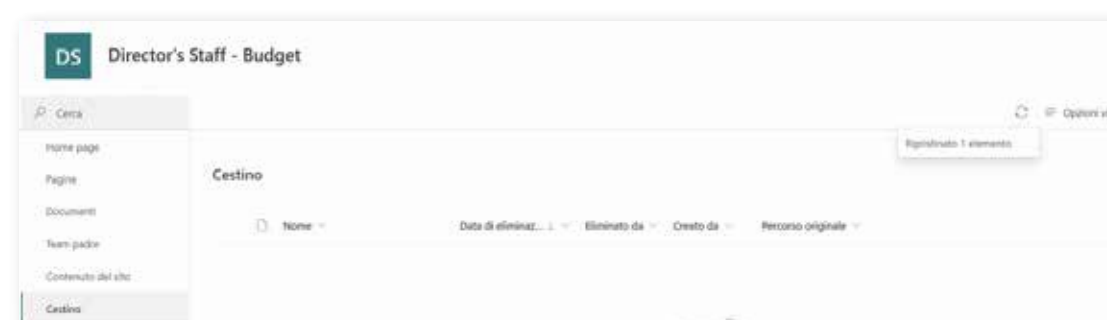 DS Director's Staff - Budget
Cerca
Opzioni
Home page
Ripristinato 1 elemento
Pagine
Cestino
Documenti
Nome Data di eliminaz... ↓ Eliminato da Creato da Percorso originale
Team padre
Contenuto del sito
Cestino